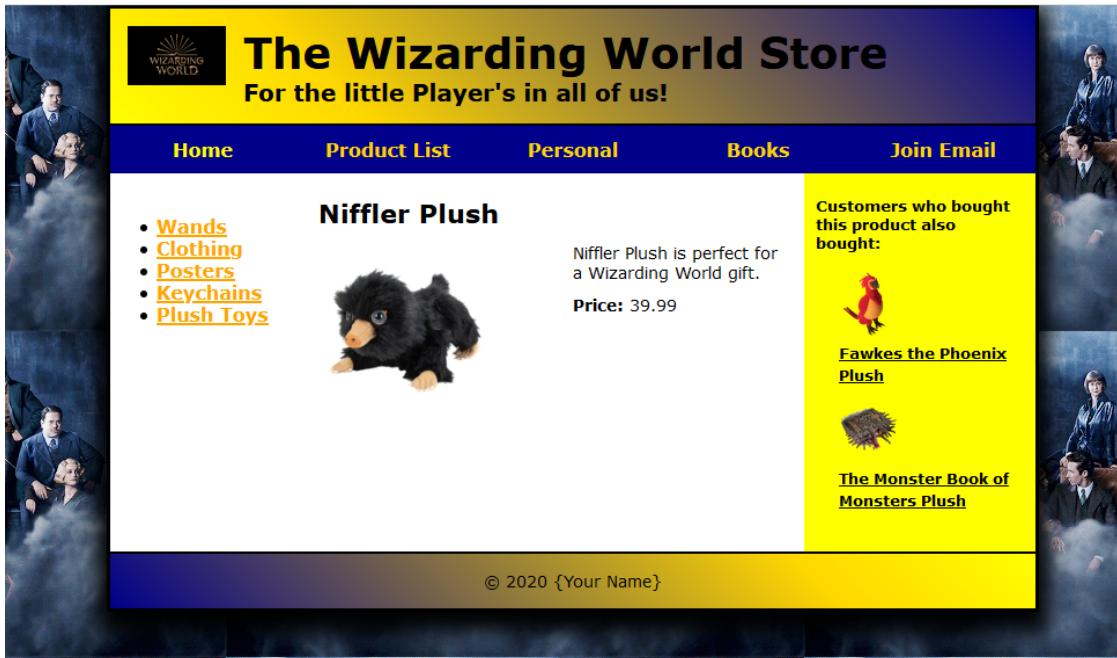 WIZARDING
WORLD
The Wizarding World Store
For the little Player's in all of us!
Home Product List Personal Books Join Email
Wands
Clothing
Posters
Keychains
Plush Toys
Niffler Plush
Niffler Plush is perfect for
a Wizarding World gift.
Price: 39.99
Customers who bought
this product also
bought:
Fawkes the Phoenix
Plush
The Monster Book of
Monsters Plush
© 2020 {Your Name}